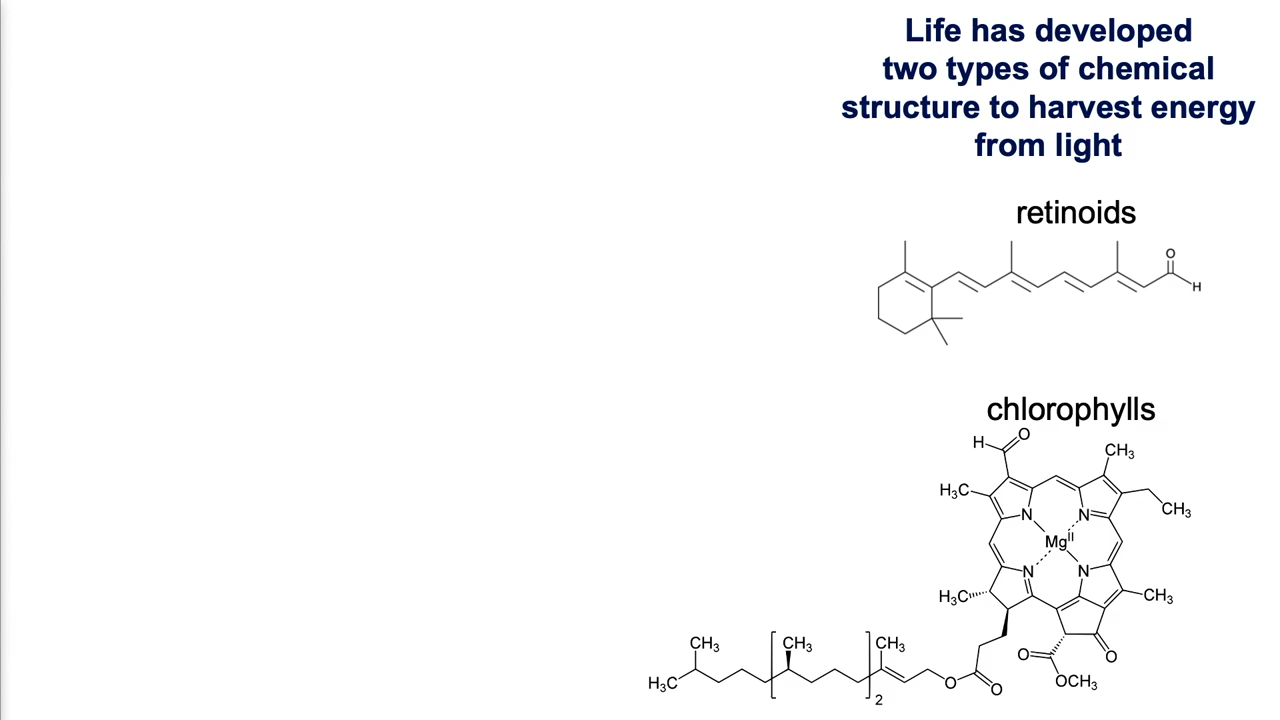 Life has developed
two types of chemical
structure to harvest energy
from light
retinoids
O
H
chlorophylls
H O
CH3
H3C
CH3
N N
MgII
N N
H3C CH3
CH3 CH3 CH3
O O
H3C
2
O O
OCH3